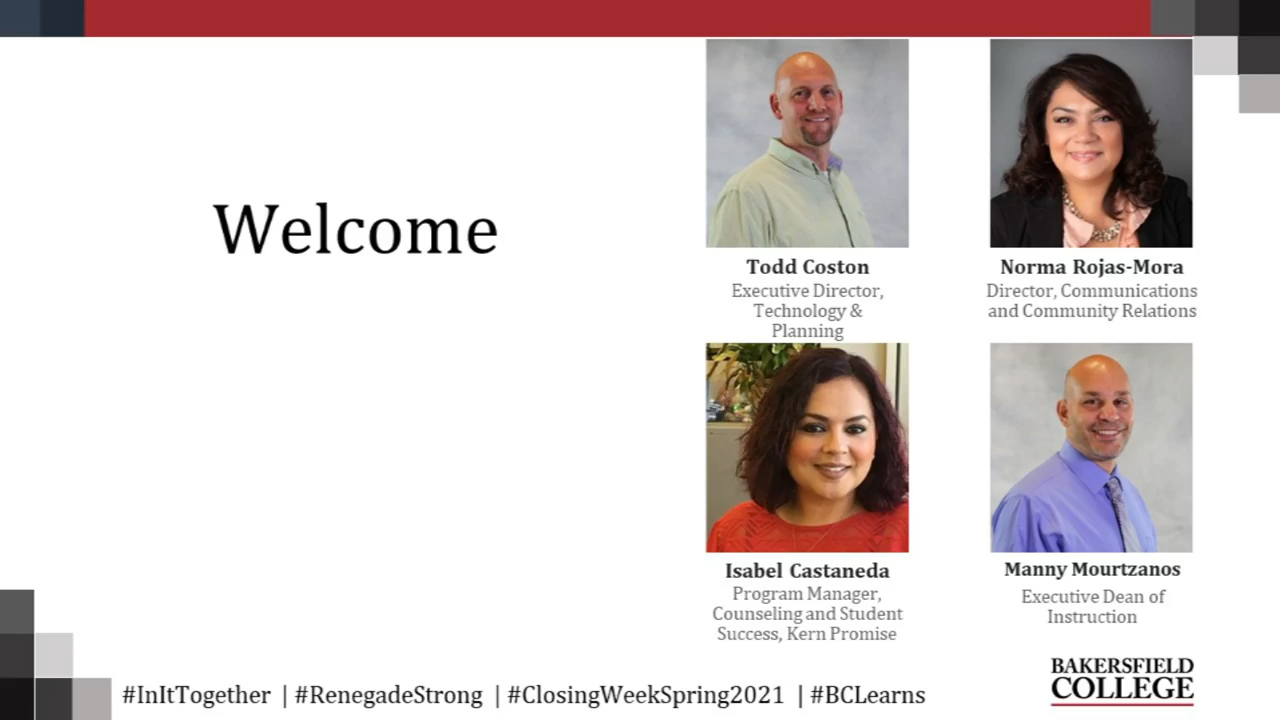 Welcome
Todd Coston
Executive Director,
Technology &
Planning
Norma Rojas-Mora
Director, Communications
and Community Relations
Isabel Castaneda
Program Manager,
Counseling and Student
Success, Kern Promise
Manny Mourtzanos
Executive Dean of
Instruction
#InItTogether | #RenegadeStrong | #ClosingWeekSpring2021 | #BCLearns
BAKERSFIELD
COLLEGE